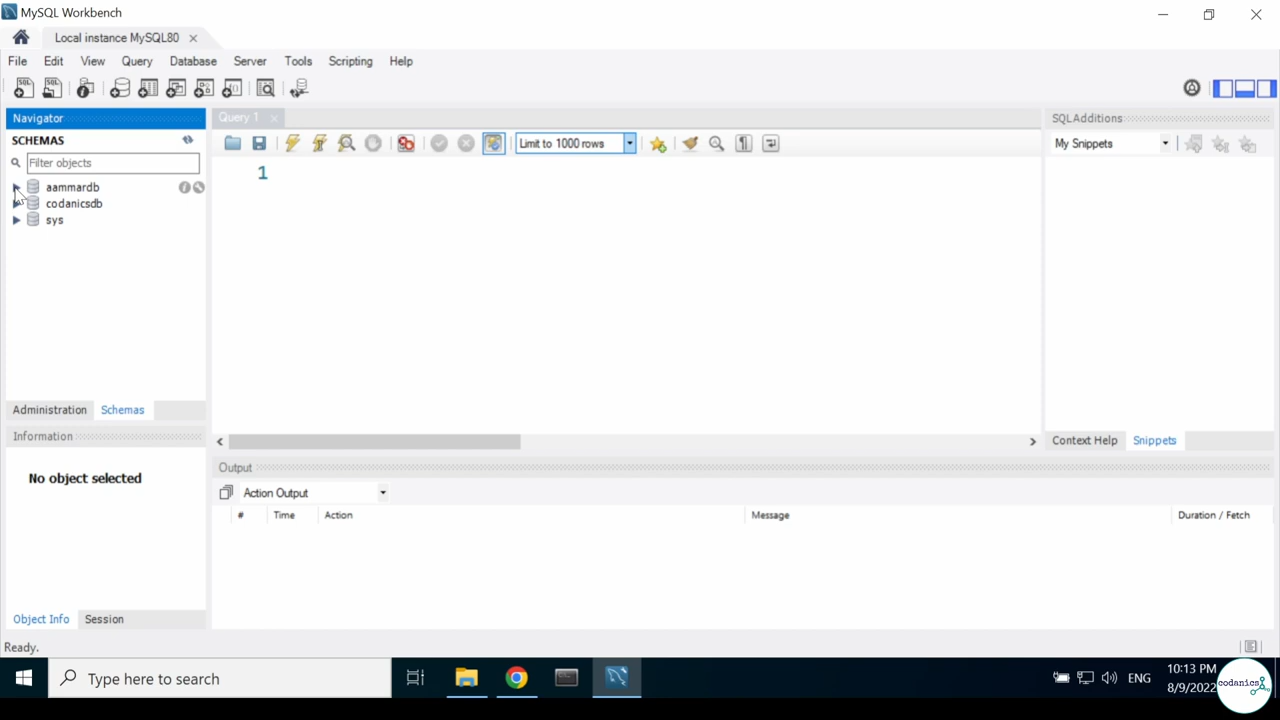 MySQL Workbench
Local instance MySQL80
File Edit View Query Database Server Tools Scripting Help
Navigator
SCHEMAS
Filter objects
aammardb
codanicsdb
sys
Administration Schemas
Information
No object selected
Object Info Session
Query 1
Limit to 1000 rows
1
SQLAdditions
My Snippets
Context Help Snippets
Output
Action Output
# Time Action Message Duration / Fetch
Ready.
Type here to search
ENG
10:13 PM
8/9/2022
codanics